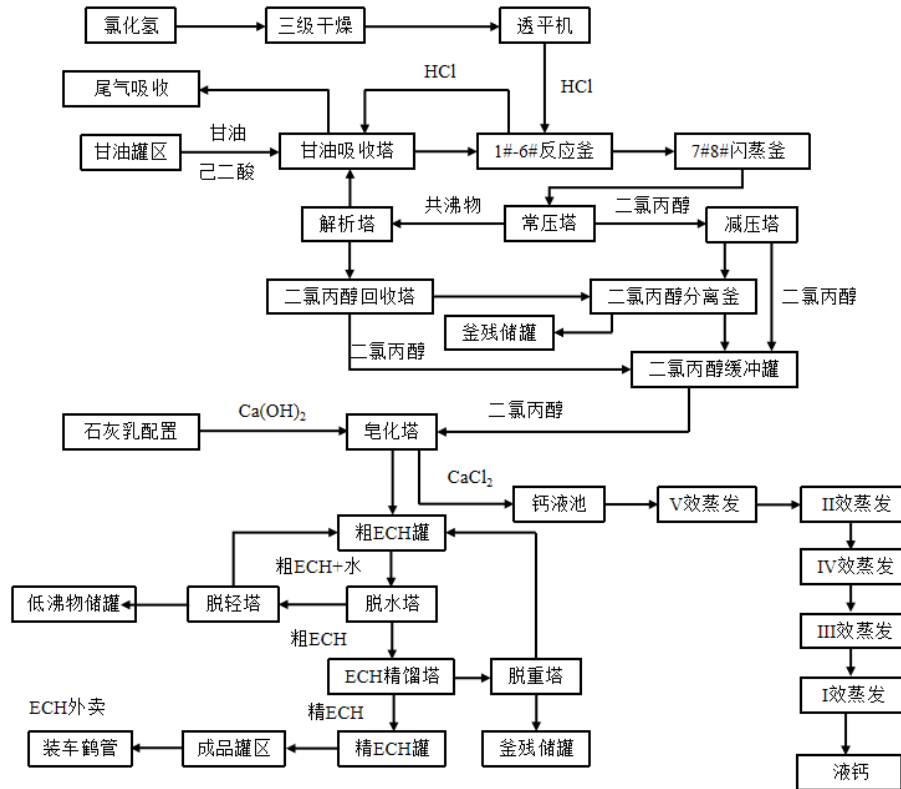 氯化氢
三级干燥
透平机
HCl
HCl
尾气吸收
甘油
甘油罐区
己二酸
甘油吸收塔
1#-6#反应釜
7#8#闪蒸釜
共沸物
二氯丙醇
解析塔
常压塔
减压塔
二氯丙醇回收塔
二氯丙醇分离釜
二氯丙醇
釜残储罐
二氯丙醇
二氯丙醇缓冲罐
Ca(OH)2
二氯丙醇
石灰乳配置
皂化塔
CaCl2
钙液池
V效蒸发
II效蒸发
粗ECH罐
粗ECH+水
IV效蒸发
低沸物储罐
脱轻塔
脱水塔
粗ECH
III效蒸发
ECH精馏塔
脱重塔
I效蒸发
ECH外卖
精ECH
装车鹤管
成品罐区
精ECH罐
釜残储罐
液钙